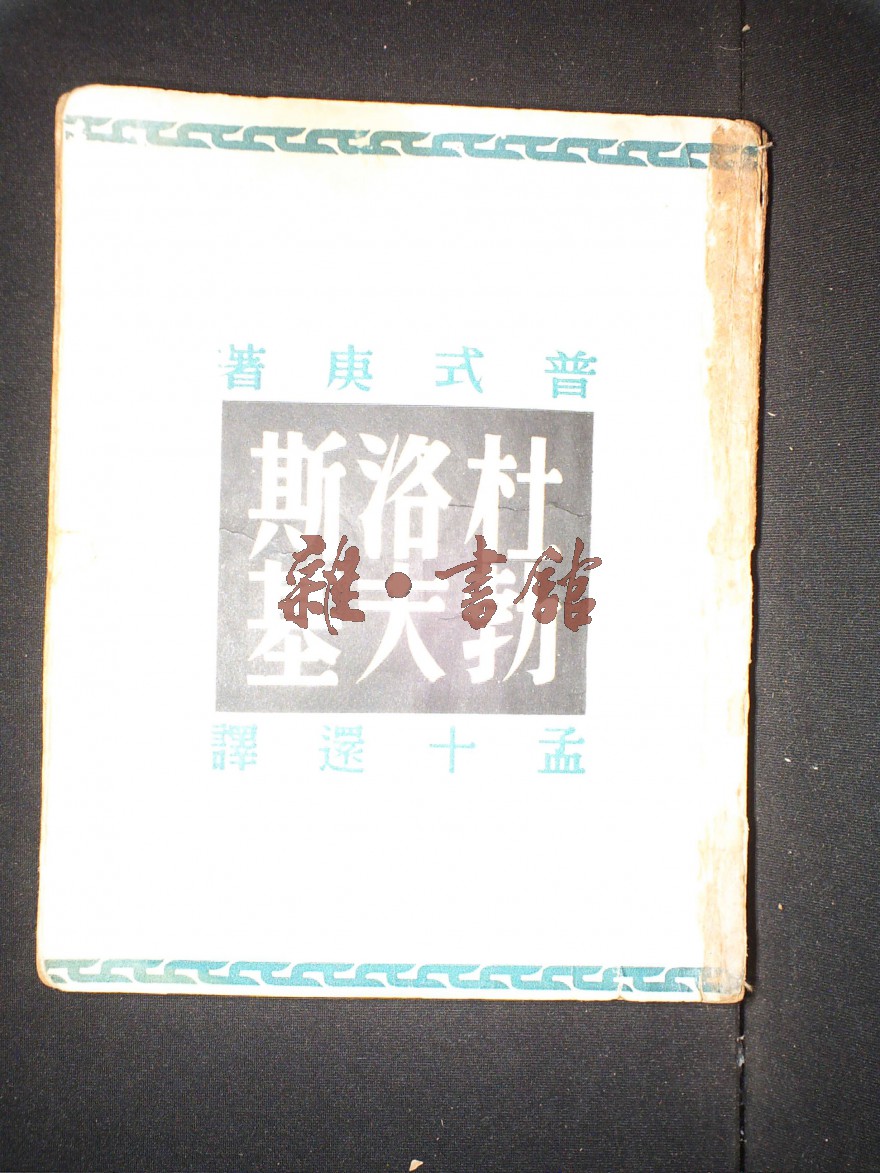 普式庚著
杜洛斯
勃夫基
孟十還譯
雜·書館